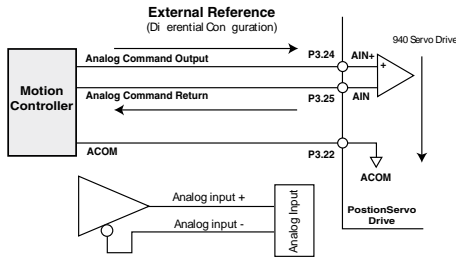 External Reference
(Di erential Con guration)
P3.24
AIN+
940 Servo Drive
Analog Command Output
+
Motion
Controller
Analog Command Return
P3.25
AIN
ACOM
P3.22
ACOM
Analog input +
Analog input -
Analog Input
PostionServo
Drive